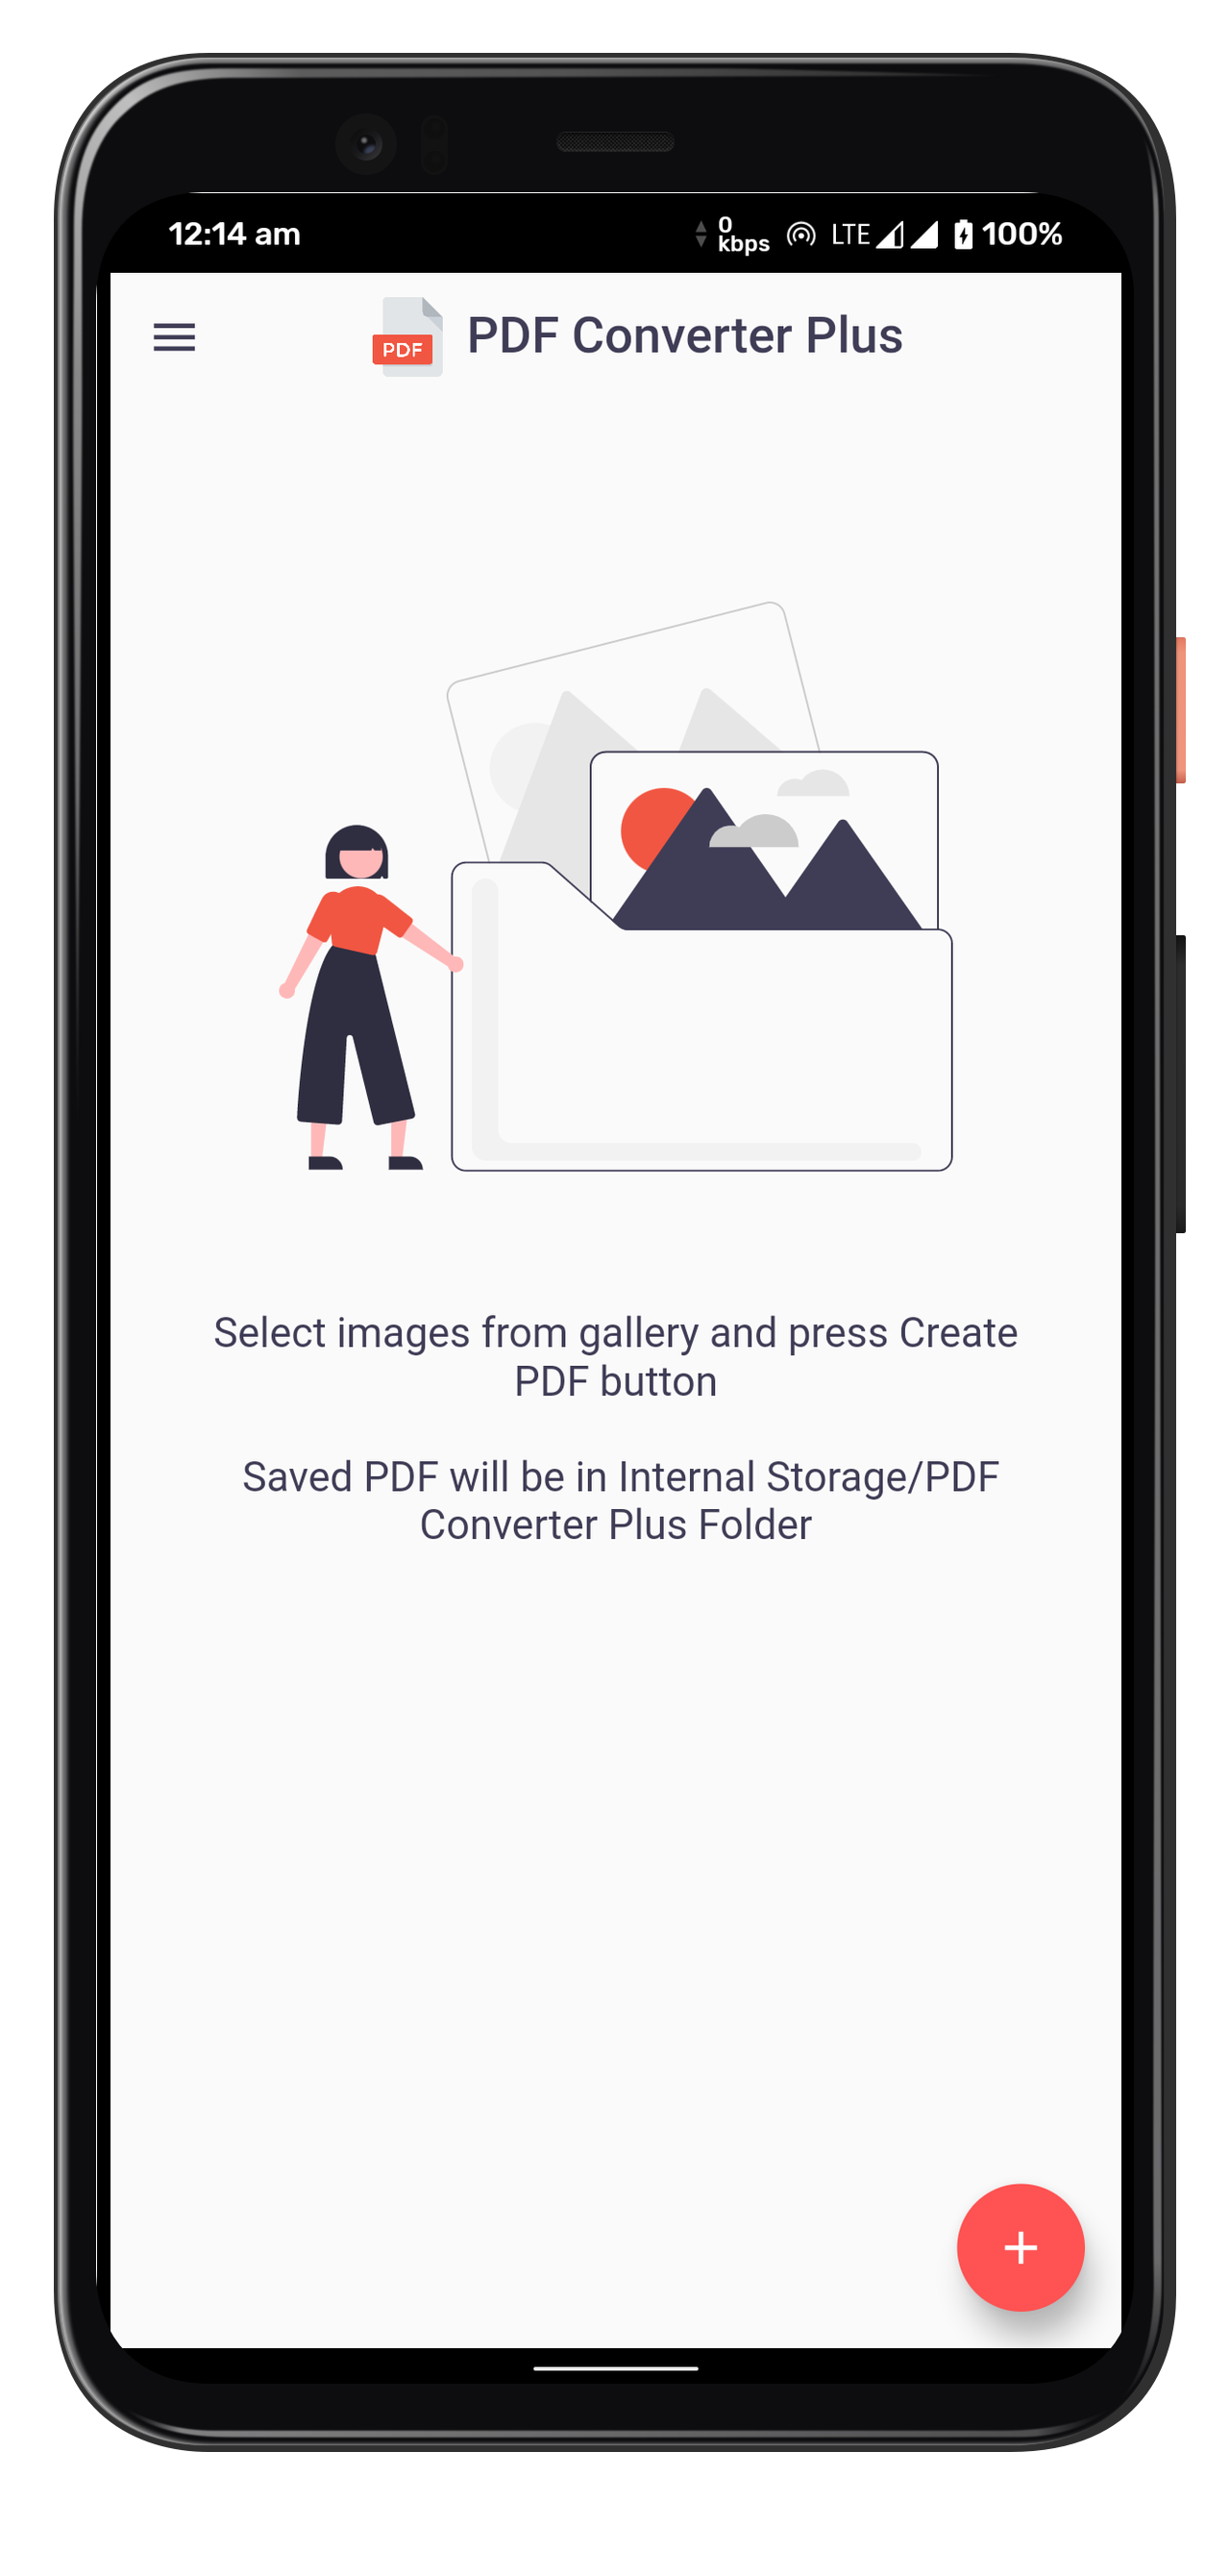 12:14 am
0
kbps
LTE
100%
PDF
PDF Converter Plus
Select images from gallery and press Create
PDF button
Saved PDF will be in Internal Storage/PDF
Converter Plus Folder